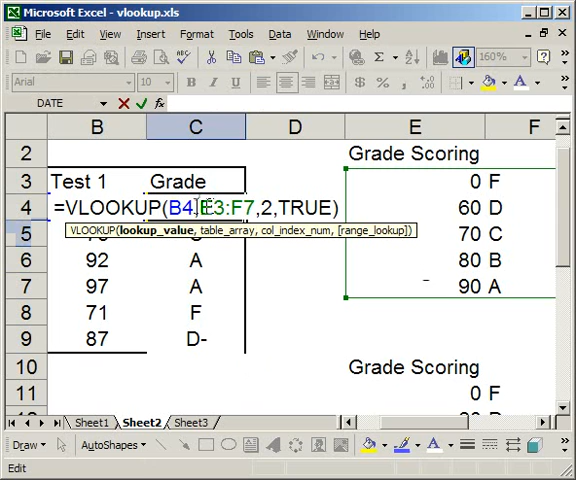 Microsoft Excel - vlookup.xls
File Edit View Insert Format Tools Data Window Help
160%
Arial 10 B I U $ %
DATE
B C D E F
2 Grade Scoring
3 Test 1 Grade 0 F
4 =VLOOKUP(B4,E3:F7,2,TRUE) 60 D
VLOOKUP(lookup_value, table_array, col_index_num, [range_lookup])
5 70 C
6 92 A 80 B
7 97 A 90 A
8 71 F
9 87 D-
10 Grade Scoring
11 0 F
Sheet1 Sheet2 Sheet3
Draw AutoShapes
Edit